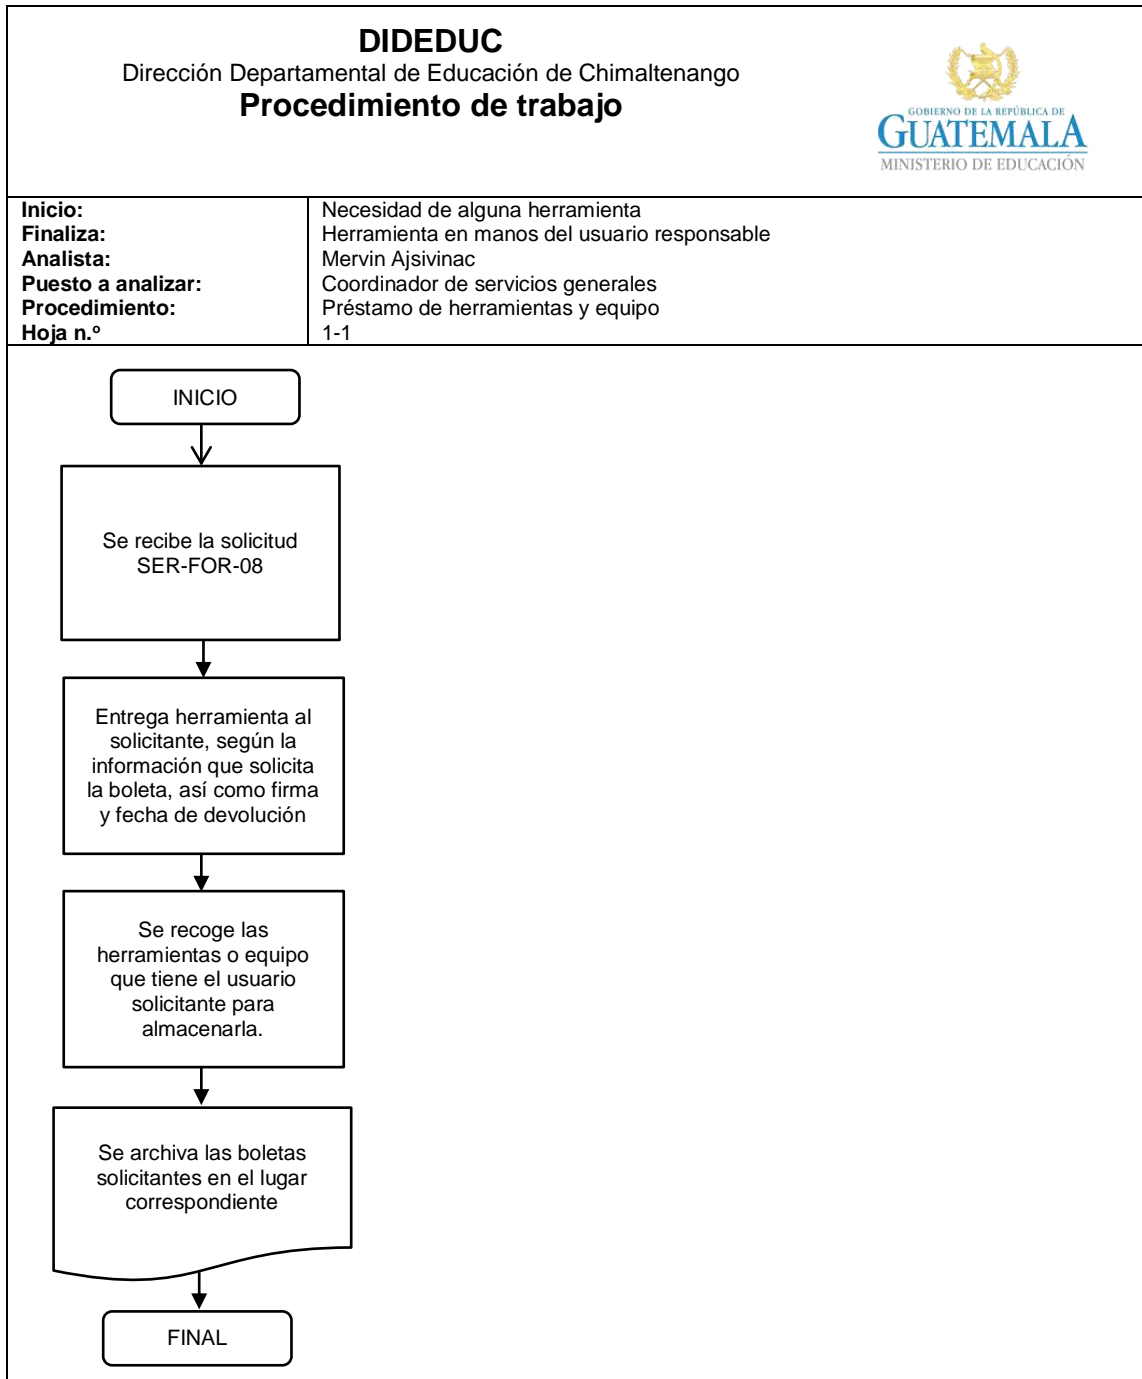 DIDEDUC
Dirección Departamental de Educación de Chimaltenango
Procedimiento de trabajo
GOBIERNO DE LA REPÚBLICA DE
GUATEMALA
MINISTERIO DE EDUCACIÓN
Inicio: Necesidad de alguna herramienta
Finaliza: Herramienta en manos del usuario responsable
Analista: Mervin Ajsivinac
Puesto a analizar: Coordinador de servicios generales
Procedimiento: Préstamo de herramientas y equipo
Hoja n.º 1-1
INICIO
Se recibe la solicitud
SER-FOR-08
Entrega herramienta al
solicitante, según la
información que solicita
la boleta, así como firma
y fecha de devolución
Se recoge las
herramientas o equipo
que tiene el usuario
solicitante para
almacenarla.
Se archiva las boletas
solicitantes en el lugar
correspondiente
FINAL